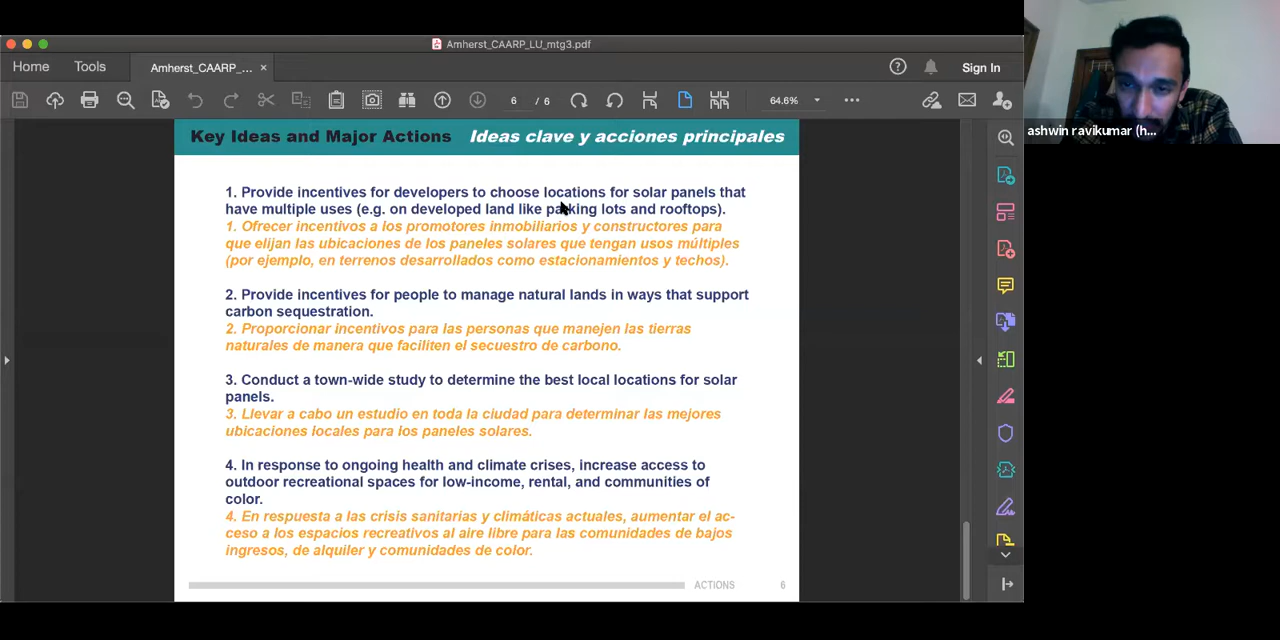 Amherst_CAARP_LU_mtg3.pdf
Home Tools Amherst_CAARP_... × Sign In
6 / 6 64.6%
ashwin ravikumar (h...
Key Ideas and Major Actions Ideas clave y acciones principales
1. Provide incentives for developers to choose locations for solar panels that
have multiple uses (e.g. on developed land like parking lots and rooftops).
1. Ofrecer incentivos a los promotores inmobiliarios y constructores para
que elijan las ubicaciones de los paneles solares que tengan usos múltiples
(por ejemplo, en terrenos desarrollados como estacionamientos y techos).
2. Provide incentives for people to manage natural lands in ways that support
carbon sequestration.
2. Proporcionar incentivos para las personas que manejen las tierras
naturales de manera que faciliten el secuestro de carbono.
3. Conduct a town-wide study to determine the best local locations for solar
panels.
3. Llevar a cabo un estudio en toda la ciudad para determinar las mejores
ubicaciones locales para los paneles solares.
4. In response to ongoing health and climate crises, increase access to
outdoor recreational spaces for low-income, rental, and communities of
color.
4. En respuesta a las crisis sanitarias y climáticas actuales, aumentar el ac-
ceso a los espacios recreativos al aire libre para las comunidades de bajos
ingresos, de alquiler y comunidades de color.
ACTIONS 6